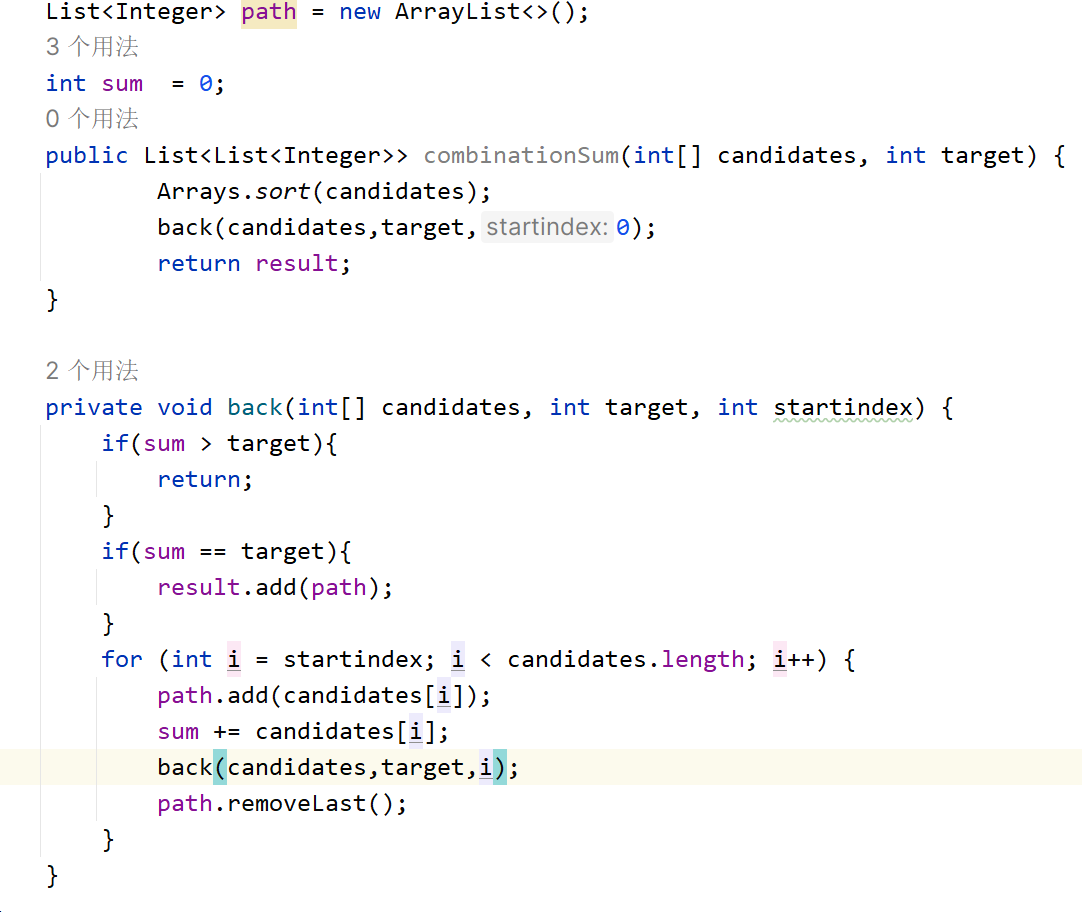 List<Integer> path = new ArrayList<>();
3 个用法
int sum  = 0;
0 个用法
public List<List<Integer>> combinationSum(int[] candidates, int target) {
        Arrays.sort(candidates);
        back(candidates,target, startindex: 0);
        return result;
}
2 个用法
private void back(int[] candidates, int target, int startindex) {
    if(sum > target){
        return;
    }
    if(sum == target){
        result.add(path);
    }
    for (int i = startindex; i < candidates.length; i++) {
        path.add(candidates[i]);
        sum += candidates[i];
        back(candidates,target,i);
        path.removeLast();
    }
}